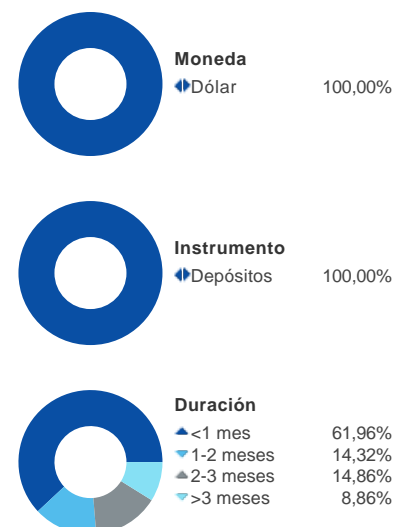 Moneda
Dólar 100,00%
Instrumento
Depósitos 100,00%
Duración
<1 mes 61,96%
1-2 meses 14,32%
2-3 meses 14,86%
>3 meses 8,86%